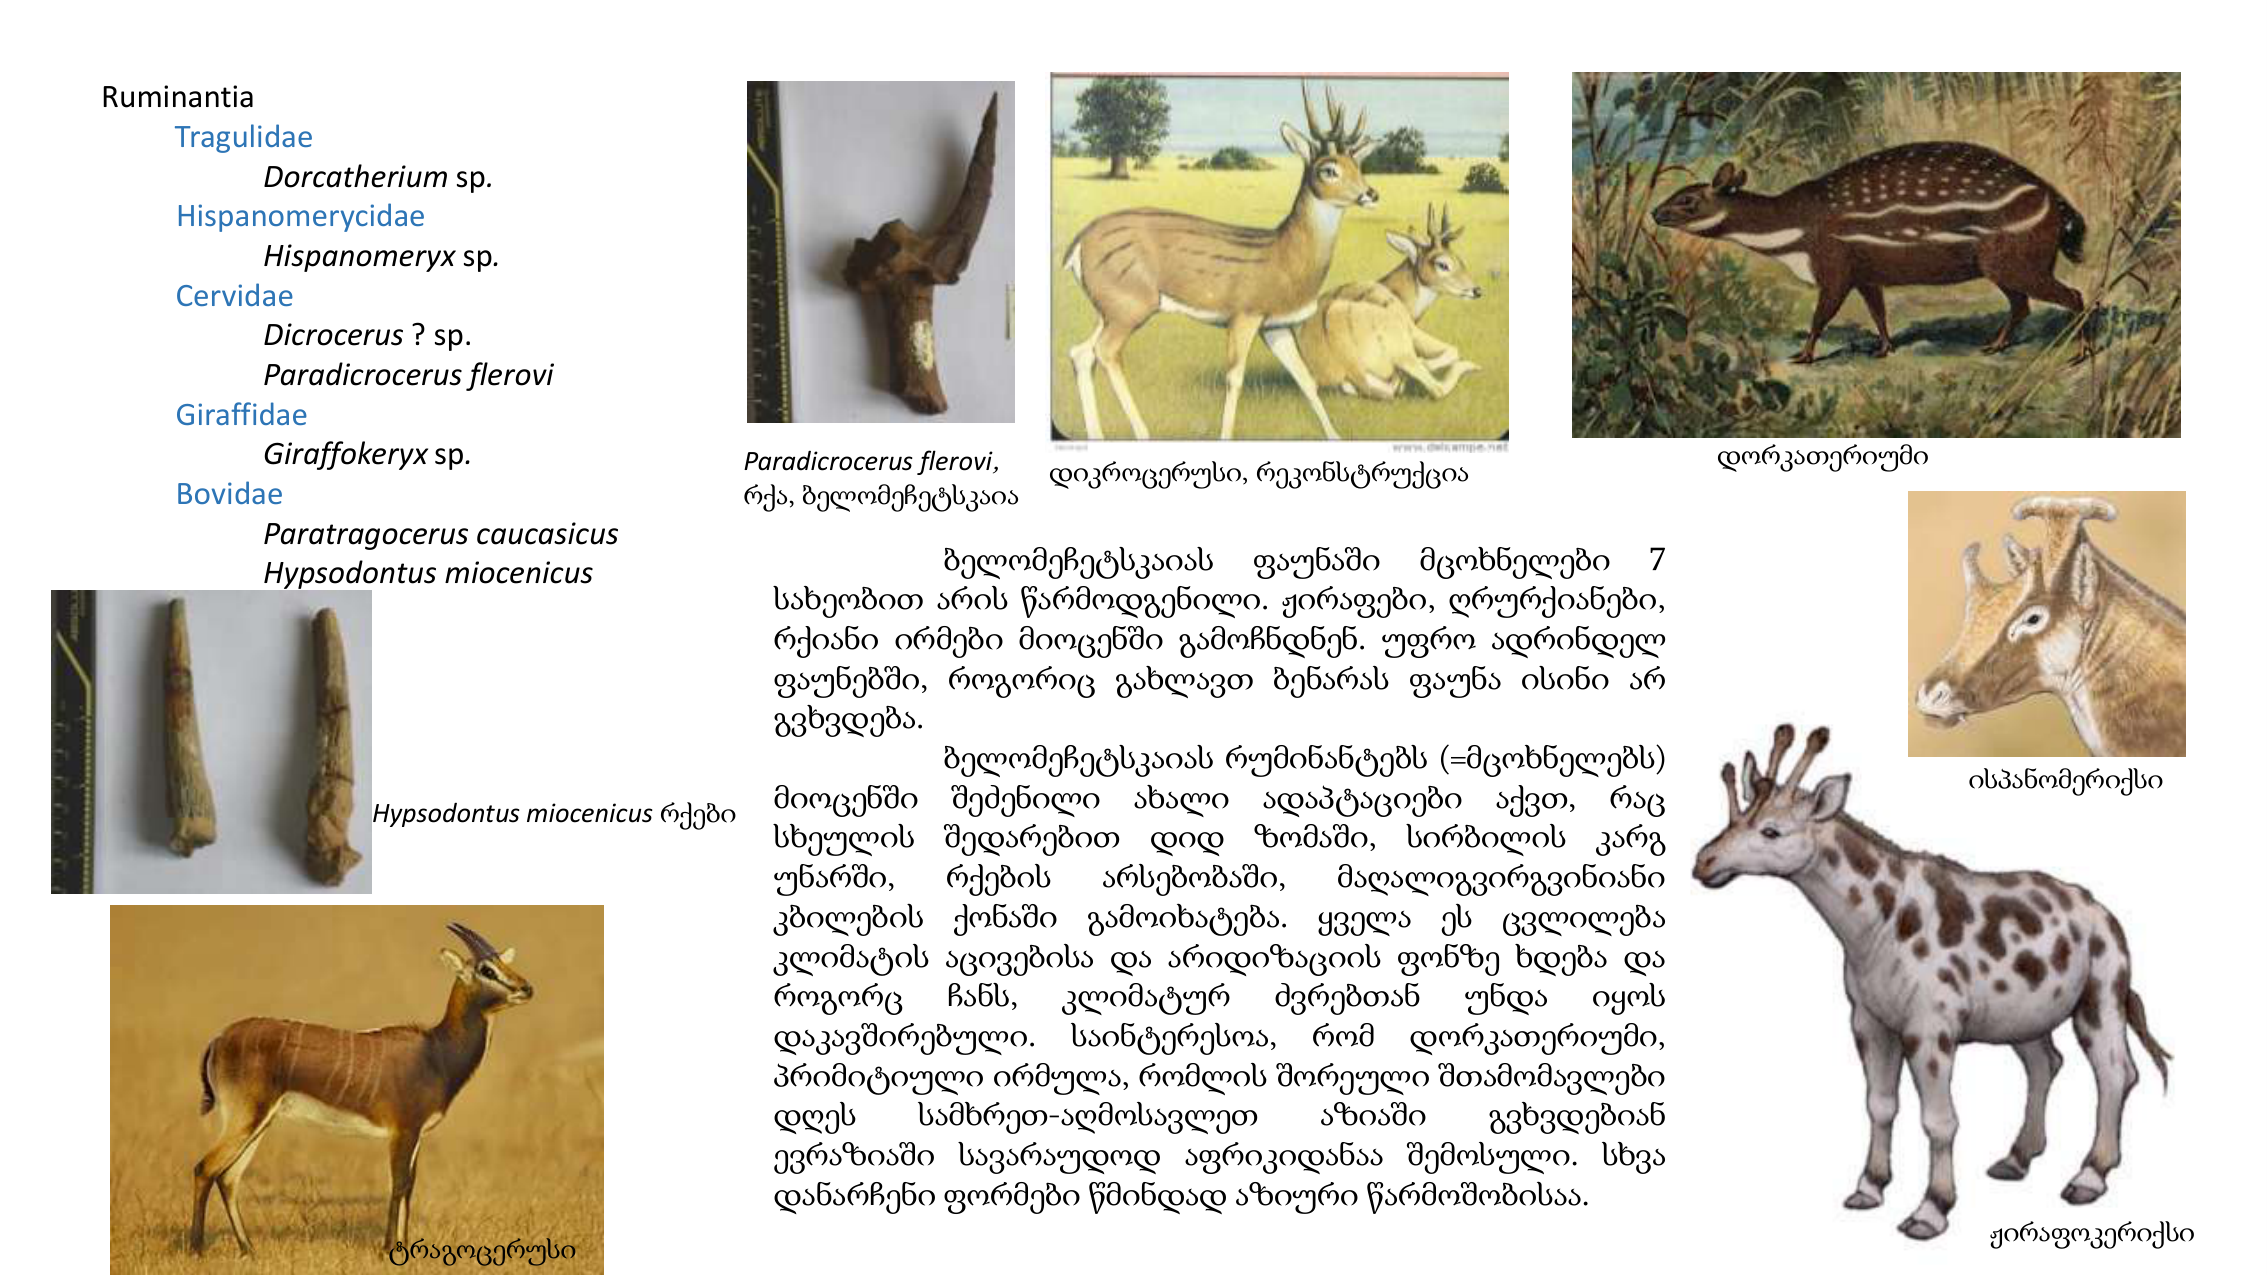 Ruminantia
Tragulidae
Dorcatherium sp.
Hispanomerycidae
Hispanomeryx sp.
Cervidae
Dicrocerus ? sp.
Paradicrocerus flerovi
Giraffidae
Giraffokeryx sp.
Bovidae
Paratragocerus caucasicus
Hypsodontus miocenicus
Paradicrocerus flerovi,
რქა, ბელომეჩეტსკაია
www.delcampe.net
დიკროცერუსი, რეკონსტრუქცია
დორკათერიუმი
ისპანომერიქსი
Hypsodontus miocenicus რქები
ტრაგოცერუსი
ბელომეჩეტსკაიას ფაუნაში მცოხნელები 7
სახეობით არის წარმოდგენილი. ჟირაფები, ღრურქიანები,
რქიანი ირმები მიოცენში გამოჩნდნენ. უფრო ადრინდელ
ფაუნებში, როგორიც გახლავთ ბენარას ფაუნა ისინი არ
გვხვდება.
ბელომეჩეტსკაიას რუმინანტებს (=მცოხნელებს)
მიოცენში შეძენილი ახალი ადაპტაციები აქვთ, რაც
სხეულის შედარებით დიდ ზომაში, სირბილის კარგ
უნარში, რქების არსებობაში, მაღალიგვირგვინიანი
კბილების ქონაში გამოიხატება. ყველა ეს ცვლილება
კლიმატის აცივებისა და არიდიზაციის ფონზე ხდება და
როგორც ჩანს, კლიმატურ ძვრებთან უნდა იყოს
დაკავშირებული. საინტერესოა, რომ დორკათერიუმი,
პრიმიტიული ირმულა, რომლის შორეული შთამომავლები
დღეს სამხრეთ-აღმოსავლეთ აზიაში გვხვდებიან
ევრაზიაში სავარაუდოდ აფრიკიდანაა შემოსული. სხვა
დანარჩენი ფორმები წმინდად აზიური წარმოშობისაა.
ჟირაფოკერიქსი